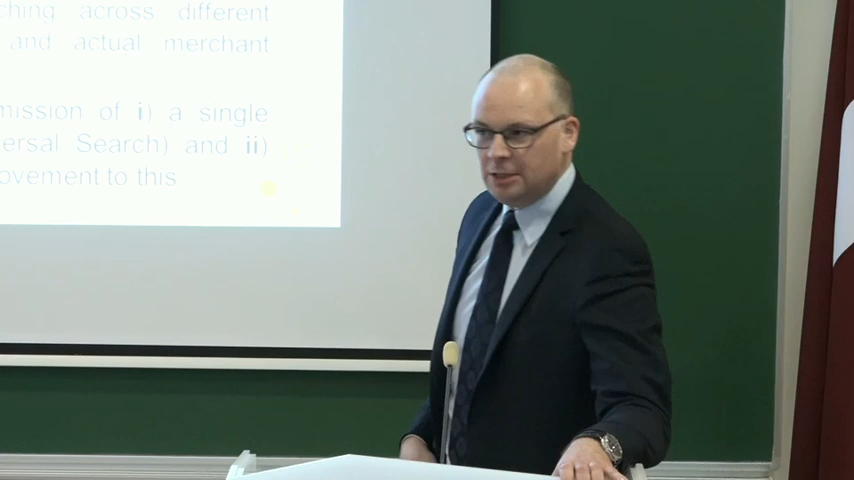 ching across different
and actual merchant
mission of i) a single
ersal Search) and ii)
ovement to this